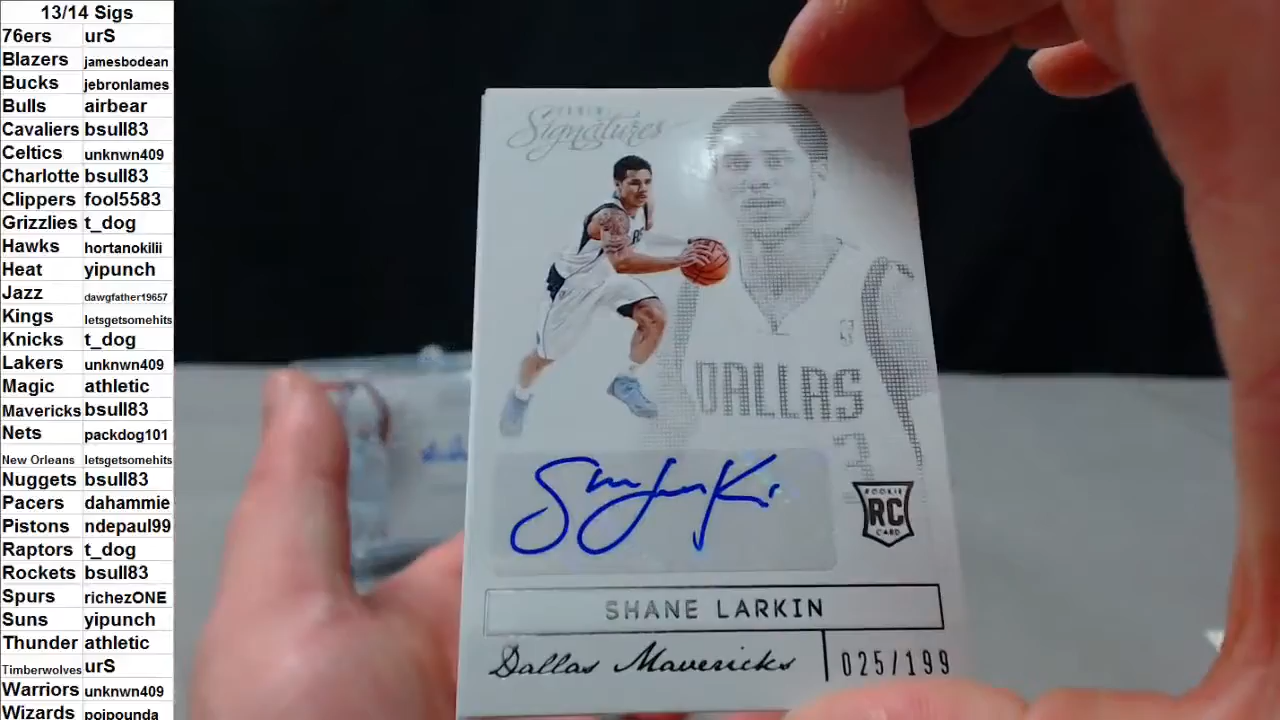 13/14 Sigs
76ers urS
Blazers jamesbodean
Bucks jebronlames
Bulls airbear
Cavaliers bsull83
Celtics unknwn409
Charlotte bsull83
Clippers fool5583
Grizzlies t_dog
Hawks hortanokilii
Heat yipunch
Jazz dawgfather19657
Kings letsgetsomehits
Knicks t_dog
Lakers unknwn409
Magic athletic
Mavericks bsull83
Nets packdog101
New Orleans letsgetsomehits
Nuggets bsull83
Pacers dahammie
Pistons ndepaul99
Raptors t_dog
Rockets bsull83
Spurs richezONE
Suns yipunch
Thunder athletic
Timberwolves urS
Warriors unknwn409
Wizards poipounda
PANINI
Signatures
DALLAS
3
ROOKIE
RC
CARD
SHANE LARKIN
Dallas Mavericks
025/199